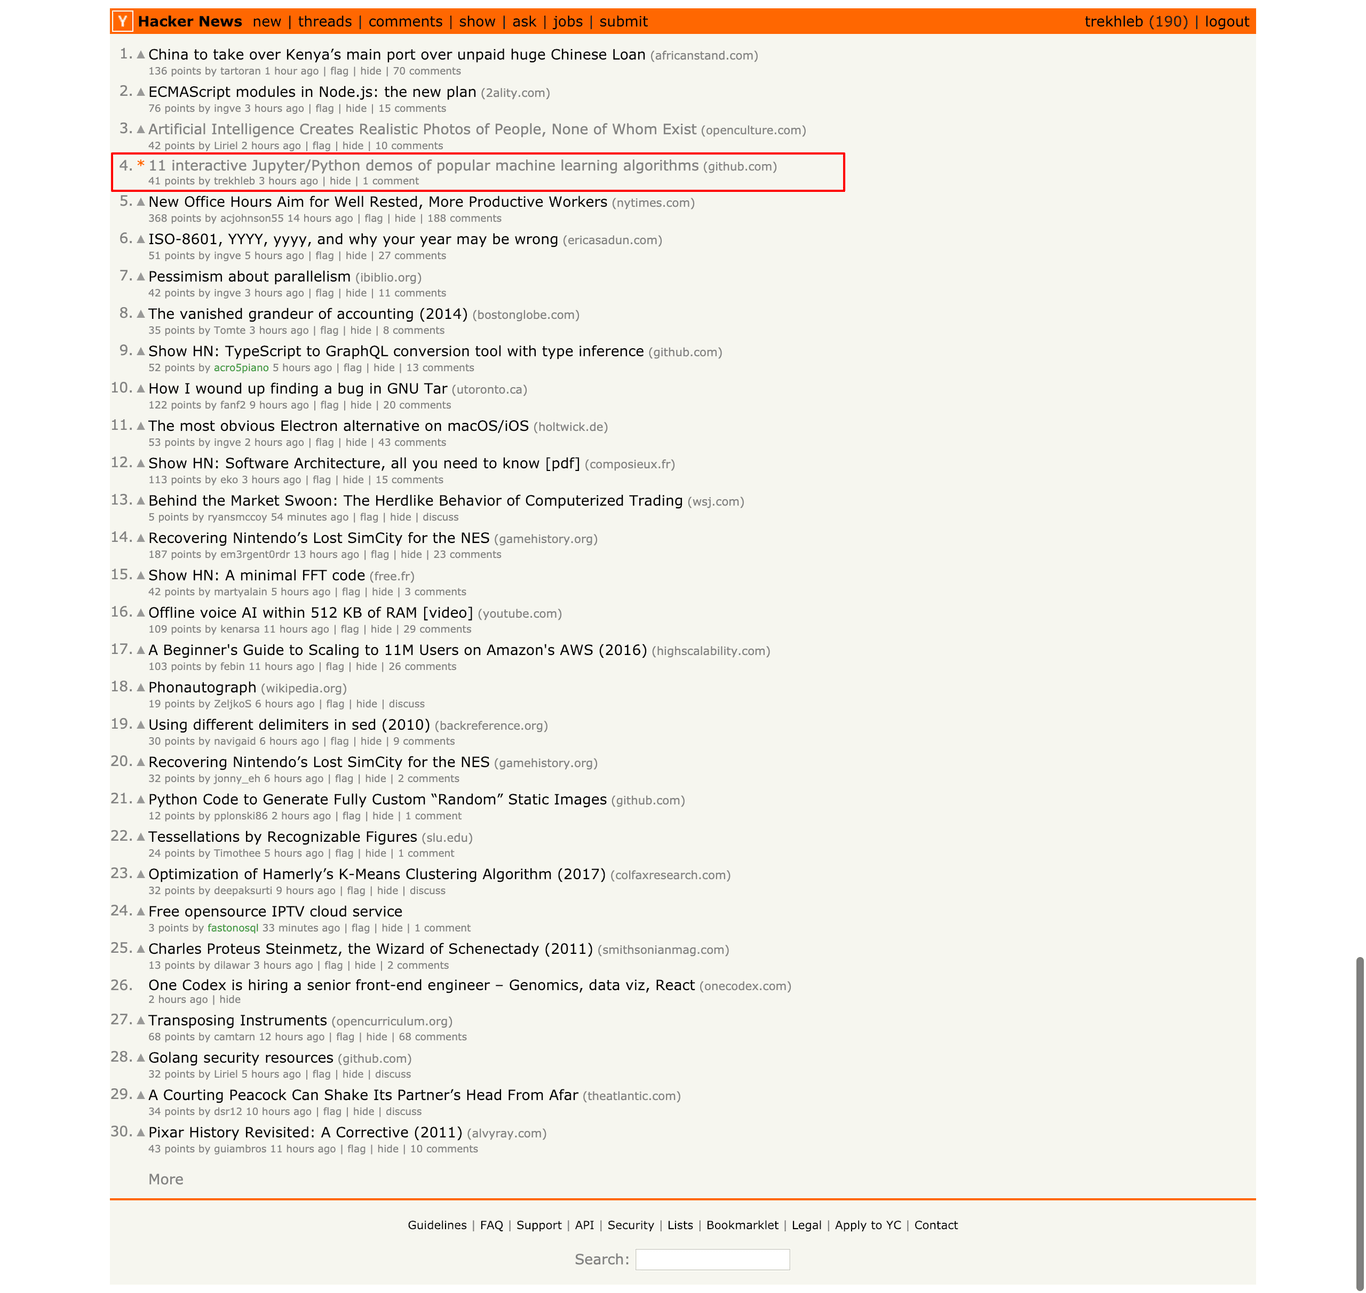 Y Hacker News new | threads | comments | show | ask | jobs | submit trekhleb (190) | logout
1. China to take over Kenya’s main port over unpaid huge Chinese Loan (africanstand.com)
136 points by tartoran 1 hour ago | flag | hide | 70 comments
2. ECMAScript modules in Node.js: the new plan (2ality.com)
76 points by ingve 3 hours ago | flag | hide | 15 comments
3. Artificial Intelligence Creates Realistic Photos of People, None of Whom Exist (openculture.com)
42 points by Liriel 2 hours ago | flag | hide | 10 comments
4. * 11 interactive Jupyter/Python demos of popular machine learning algorithms (github.com)
41 points by trekhleb 3 hours ago | hide | 1 comment
5. New Office Hours Aim for Well Rested, More Productive Workers (nytimes.com)
368 points by acjohnson55 14 hours ago | flag | hide | 188 comments
6. ISO-8601, YYYY, yyyy, and why your year may be wrong (ericasadun.com)
51 points by ingve 5 hours ago | flag | hide | 27 comments
7. Pessimism about parallelism (ibiblio.org)
42 points by ingve 3 hours ago | flag | hide | 11 comments
8. The vanished grandeur of accounting (2014) (bostonglobe.com)
35 points by Tomte 3 hours ago | flag | hide | 8 comments
9. Show HN: TypeScript to GraphQL conversion tool with type inference (github.com)
52 points by acro5piano 5 hours ago | flag | hide | 13 comments
10. How I wound up finding a bug in GNU Tar (utoronto.ca)
122 points by fanf2 9 hours ago | flag | hide | 20 comments
11. The most obvious Electron alternative on macOS/iOS (holtwick.de)
53 points by ingve 2 hours ago | flag | hide | 43 comments
12. Show HN: Software Architecture, all you need to know [pdf] (composieux.fr)
113 points by eko 3 hours ago | flag | hide | 15 comments
13. Behind the Market Swoon: The Herdlike Behavior of Computerized Trading (wsj.com)
5 points by ryansmccoy 54 minutes ago | flag | hide | discuss
14. Recovering Nintendo’s Lost SimCity for the NES (gamehistory.org)
187 points by em3rgent0rdr 13 hours ago | flag | hide | 23 comments
15. Show HN: A minimal FFT code (free.fr)
42 points by martyalain 5 hours ago | flag | hide | 3 comments
16. Offline voice AI within 512 KB of RAM [video] (youtube.com)
109 points by kenarsa 11 hours ago | flag | hide | 29 comments
17. A Beginner's Guide to Scaling to 11M Users on Amazon's AWS (2016) (highscalability.com)
103 points by febin 11 hours ago | flag | hide | 26 comments
18. Phonautograph (wikipedia.org)
19 points by ZeljkoS 6 hours ago | flag | hide | discuss
19. Using different delimiters in sed (2010) (backreference.org)
30 points by navigaid 6 hours ago | flag | hide | 9 comments
20. Recovering Nintendo’s Lost SimCity for the NES (gamehistory.org)
32 points by jonny_eh 6 hours ago | flag | hide | 2 comments
21. Python Code to Generate Fully Custom “Random” Static Images (github.com)
12 points by pplonski86 2 hours ago | flag | hide | 1 comment
22. Tessellations by Recognizable Figures (slu.edu)
24 points by Timothee 5 hours ago | flag | hide | 1 comment
23. Optimization of Hamerly’s K-Means Clustering Algorithm (2017) (colfaxresearch.com)
32 points by deepaksurti 9 hours ago | flag | hide | discuss
24. Free opensource IPTV cloud service
3 points by fastonosql 33 minutes ago | flag | hide | 1 comment
25. Charles Proteus Steinmetz, the Wizard of Schenectady (2011) (smithsonianmag.com)
13 points by dilawar 3 hours ago | flag | hide | 2 comments
26. One Codex is hiring a senior front-end engineer – Genomics, data viz, React (onecodex.com)
2 hours ago | hide
27. Transposing Instruments (opencurriculum.org)
68 points by camtarn 12 hours ago | flag | hide | 68 comments
28. Golang security resources (github.com)
32 points by Liriel 5 hours ago | flag | hide | discuss
29. A Courting Peacock Can Shake Its Partner’s Head From Afar (theatlantic.com)
34 points by dsr12 10 hours ago | flag | hide | discuss
30. Pixar History Revisited: A Corrective (2011) (alvyray.com)
43 points by guiambros 11 hours ago | flag | hide | 10 comments
More
Guidelines | FAQ | Support | API | Security | Lists | Bookmarklet | Legal | Apply to YC | Contact
Search: